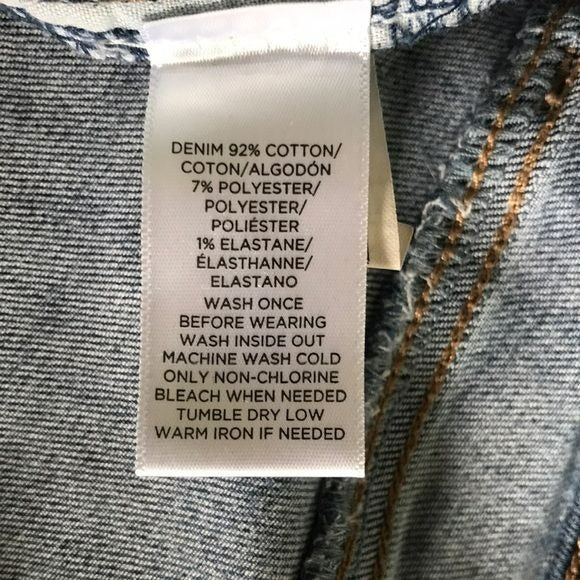 DENIM 92% COTTON/
COTON/ALGODÓN
7% POLYESTER/
POLYESTER/
POLIÉSTER
1% ELASTANE/
ÉLASTHANNE/
ELASTANO
WASH ONCE
BEFORE WEARING
WASH INSIDE OUT
MACHINE WASH COLD
ONLY NON-CHLORINE
BLEACH WHEN NEEDED
TUMBLE DRY LOW
WARM IRON IF NEEDED